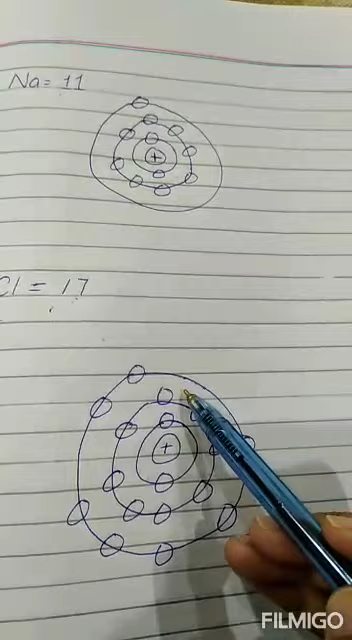 Na = 11
+
Cl = 17
+
FILMIGO